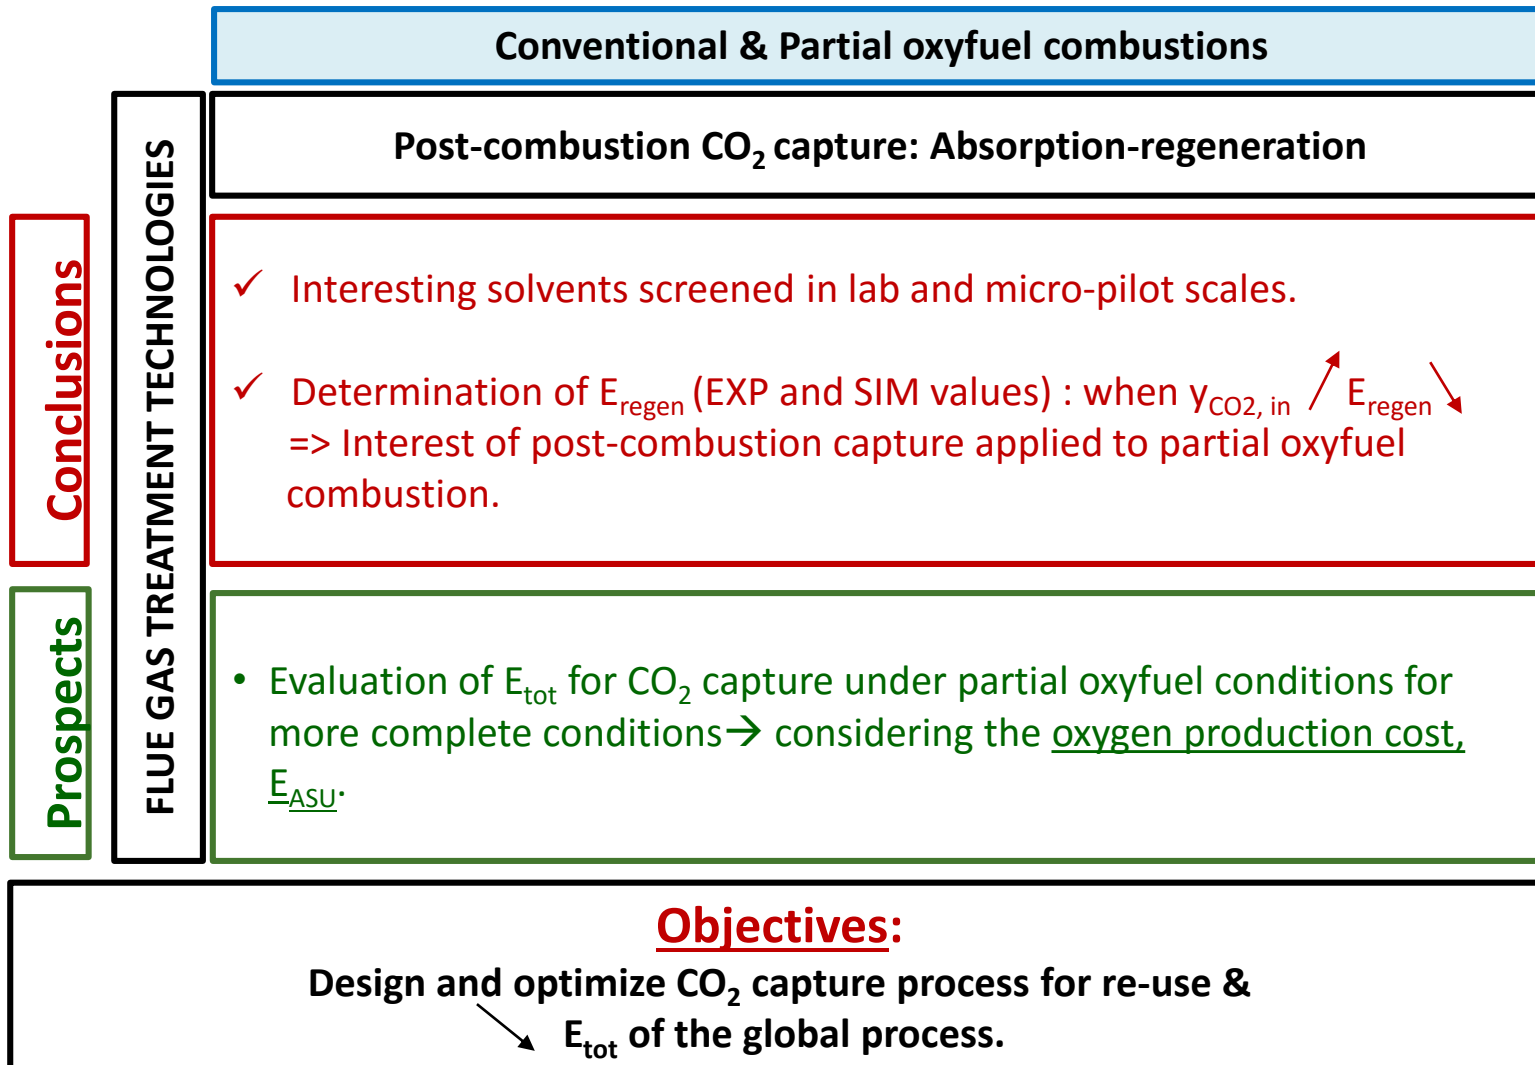 Conventional & Partial oxyfuel combustions
FLUE GAS TREATMENT TECHNOLOGIES
Post-combustion CO2 capture: Absorption-regeneration
Conclusions
✓ Interesting solvents screened in lab and micro-pilot scales.
✓ Determination of Eregen (EXP and SIM values) : when yCO2, in ↗ Eregen ↘
=> Interest of post-combustion capture applied to partial oxyfuel
combustion.
Prospects
• Evaluation of Etot for CO2 capture under partial oxyfuel conditions for
more complete conditions→ considering the oxygen production cost,
EASU.
Objectives:
Design and optimize CO2 capture process for re-use &
↘ Etot of the global process.